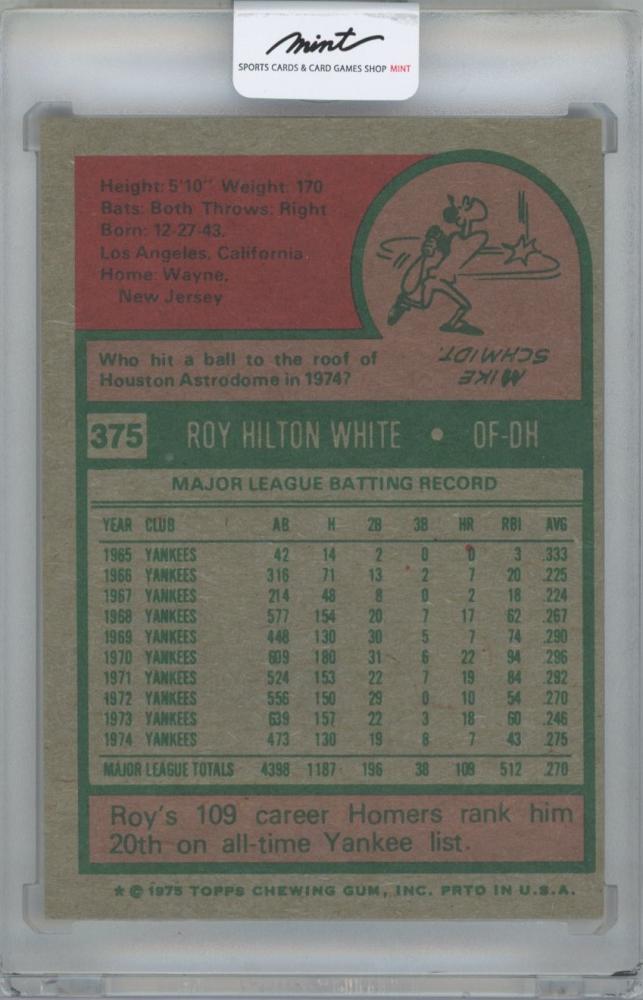 mint
SPORTS CARDS & CARD GAMES SHOP MINT
Height: 5'10" Weight: 170
Bats: Both Throws: Right
Born: 12-27-43.
Los Angeles, California
Home: Wayne,
New Jersey
Who hit a ball to the roof of
Houston Astrodome in 1974?
MIKE
SCHMIDT.
375 ROY HILTON WHITE • OF-DH
MAJOR LEAGUE BATTING RECORD
YEAR CLUB AB H 2B 3B HR RBI AVG
1965 YANKEES 42 14 2 0 0 3 .333
1966 YANKEES 316 71 13 2 7 20 .225
1967 YANKEES 214 48 8 0 2 18 .224
1968 YANKEES 577 154 20 7 17 62 .267
1969 YANKEES 448 130 30 5 7 74 .290
1970 YANKEES 609 180 31 6 22 94 .296
1971 YANKEES 524 153 22 7 19 84 .292
1972 YANKEES 556 150 29 0 10 54 .270
1973 YANKEES 639 157 22 3 18 60 .246
1974 YANKEES 473 130 19 8 7 43 .275
MAJOR LEAGUE TOTALS 4398 1187 196 38 109 512 .270
Roy's 109 career Homers rank him
20th on all-time Yankee list.
* © 1975 TOPPS CHEWING GUM, INC. PRTD IN U.S.A.